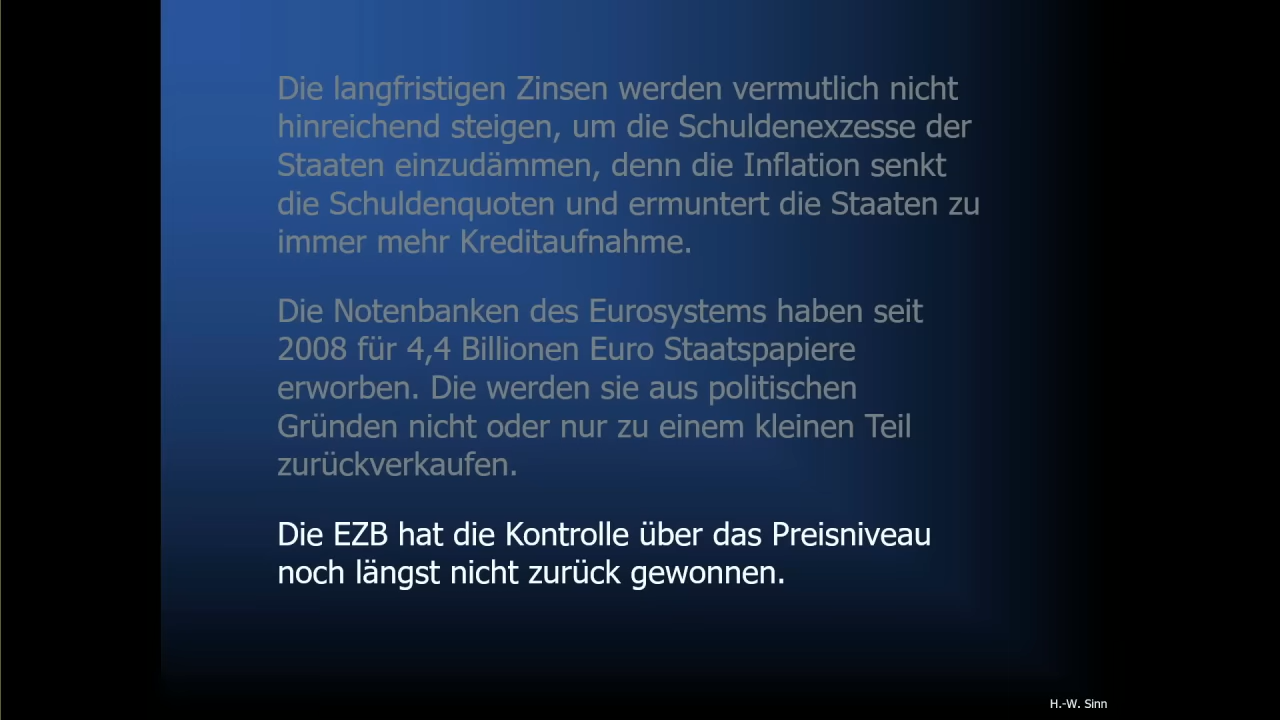 Die langfristigen Zinsen werden vermutlich nicht
hinreichend steigen, um die Schuldenexzesse der
Staaten einzudämmen, denn die Inflation senkt
die Schuldenquoten und ermuntert die Staaten zu
immer mehr Kreditaufnahme.
Die Notenbanken des Eurosystems haben seit
2008 für 4,4 Billionen Euro Staatspapiere
erworben. Die werden sie aus politischen
Gründen nicht oder nur zu einem kleinen Teil
zurückverkaufen.
Die EZB hat die Kontrolle über das Preisniveau
noch längst nicht zurück gewonnen.
H.-W. Sinn